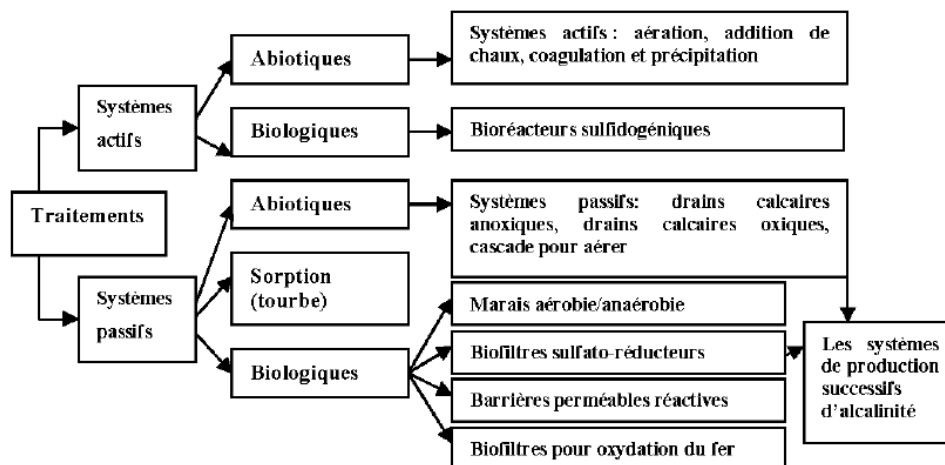 Traitements
Systèmes
actifs
Abiotiques
Systèmes actifs : aération, addition de
chaux, coagulation et précipitation
Biologiques
Bioréacteurs sulfidogéniques
Systèmes
passifs
Abiotiques
Systèmes passifs: drains calcaires
anoxiques, drains calcaires oxiques,
cascade pour aérer
Sorption
(tourbe)
Biologiques
Marais aérobie/anaérobie
Biofiltres sulfato-réducteurs
Barrières perméables réactives
Biofiltres pour oxydation du fer
Les systèmes
de production
successifs
d'alcalinité